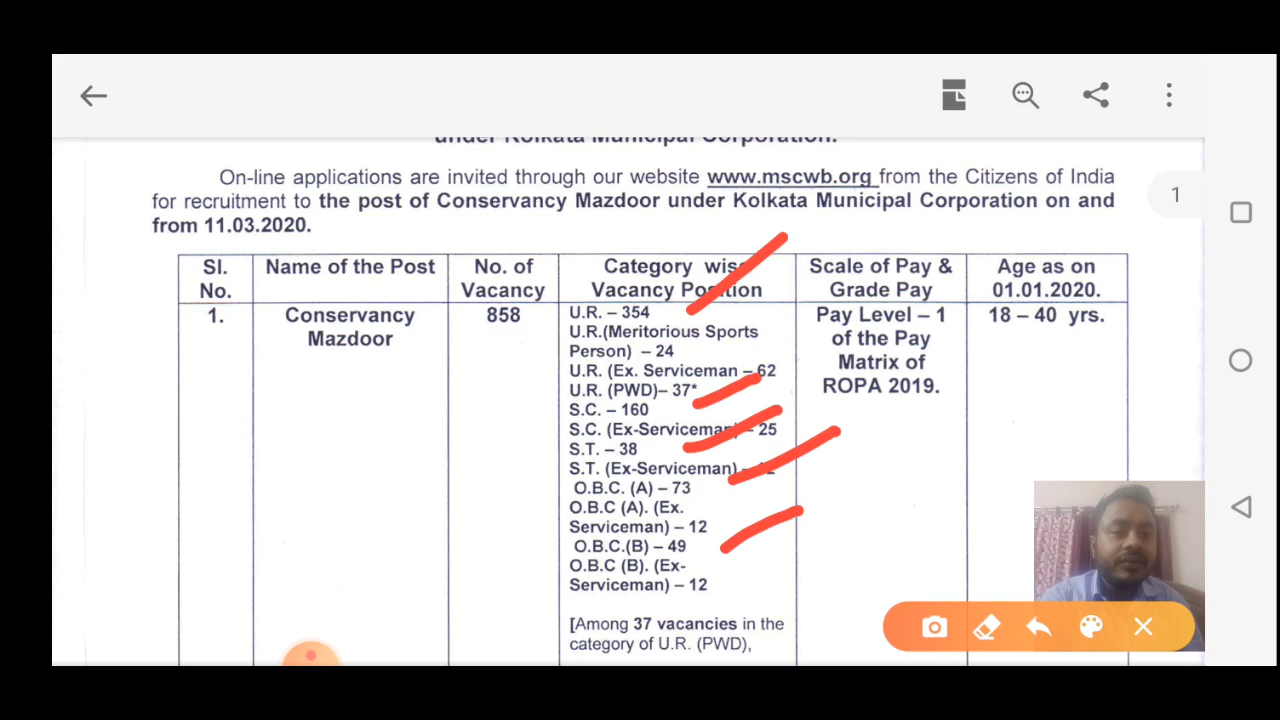 under Kolkata Municipal Corporation.
1
On-line applications are invited through our website www.mscwb.org from the Citizens of India
for recruitment to the post of Conservancy Mazdoor under Kolkata Municipal Corporation on and
from 11.03.2020.
Sl. No.
Name of the Post
No. of Vacancy
Category wise Vacancy Position
Scale of Pay & Grade Pay
Age as on 01.01.2020.
1.
Conservancy Mazdoor
858
U.R. – 354
U.R.(Meritorious Sports
Person) – 24
U.R. (Ex. Serviceman – 62
U.R. (PWD)– 37*
S.C. – 160
S.C. (Ex-Serviceman) – 25
S.T. – 38
S.T. (Ex-Serviceman) –
O.B.C. (A) – 73
O.B.C (A). (Ex.
Serviceman) – 12
O.B.C.(B) – 49
O.B.C (B). (Ex-
Serviceman) – 12
[Among 37 vacancies in the
category of U.R. (PWD),
Pay Level – 1
of the Pay
Matrix of
ROPA 2019.
18 – 40 yrs.